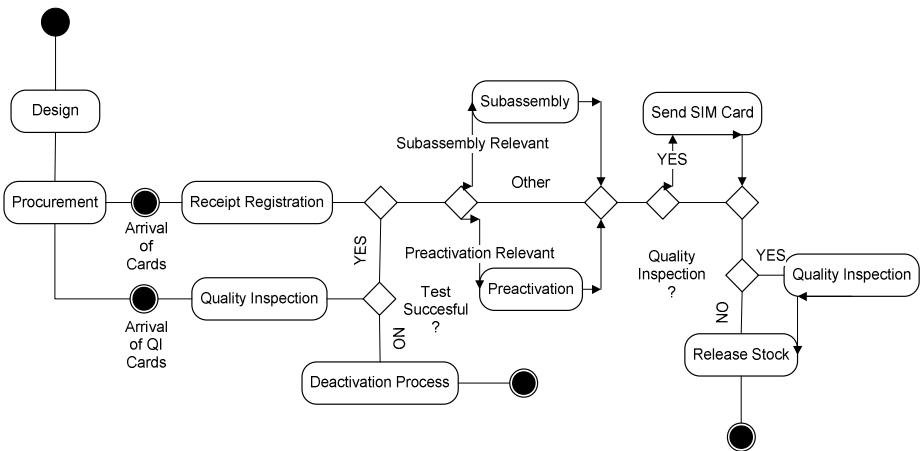 Design
Procurement
Arrival
of
Cards
Receipt Registration
Arrival
of QI
Cards
Quality Inspection
YES
NO
Test
Succesful
?
Deactivation Process
Subassembly
Subassembly Relevant
Other
Preactivation Relevant
Preactivation
Send SIM Card
YES
Quality
Inspection
?
YES
Quality Inspection
NO
Release Stock